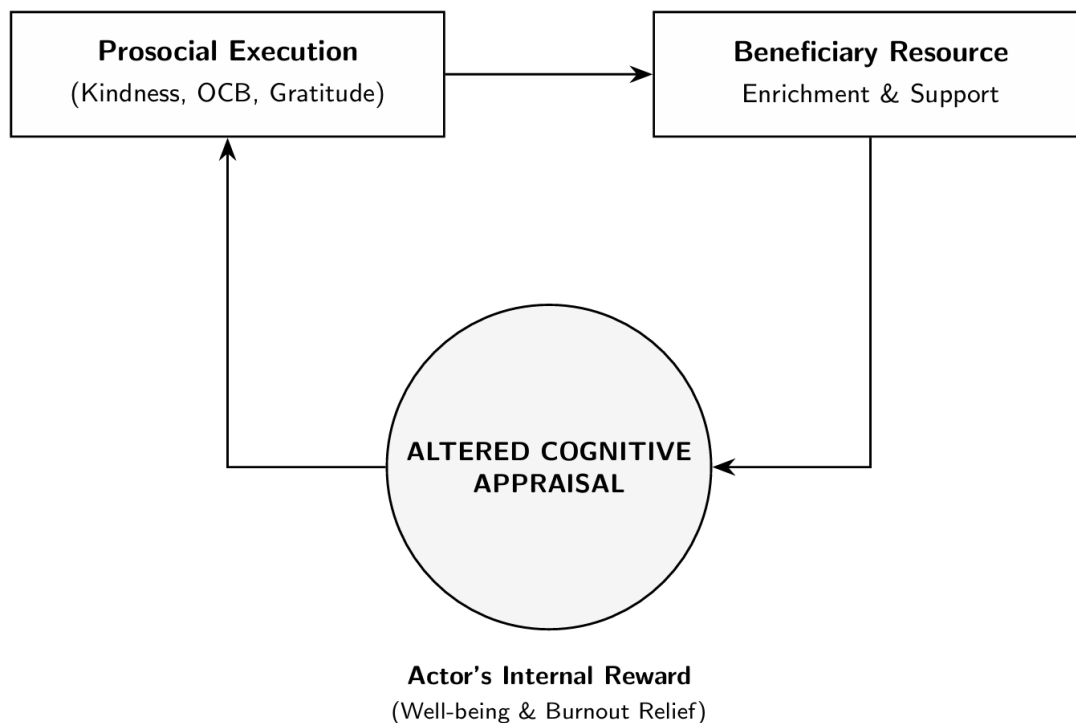 Prosocial Execution
(Kindness, OCB, Gratitude)
Beneficiary Resource
Enrichment & Support
ALTERED COGNITIVE
APPRAISAL
Actor's Internal Reward
(Well-being & Burnout Relief)